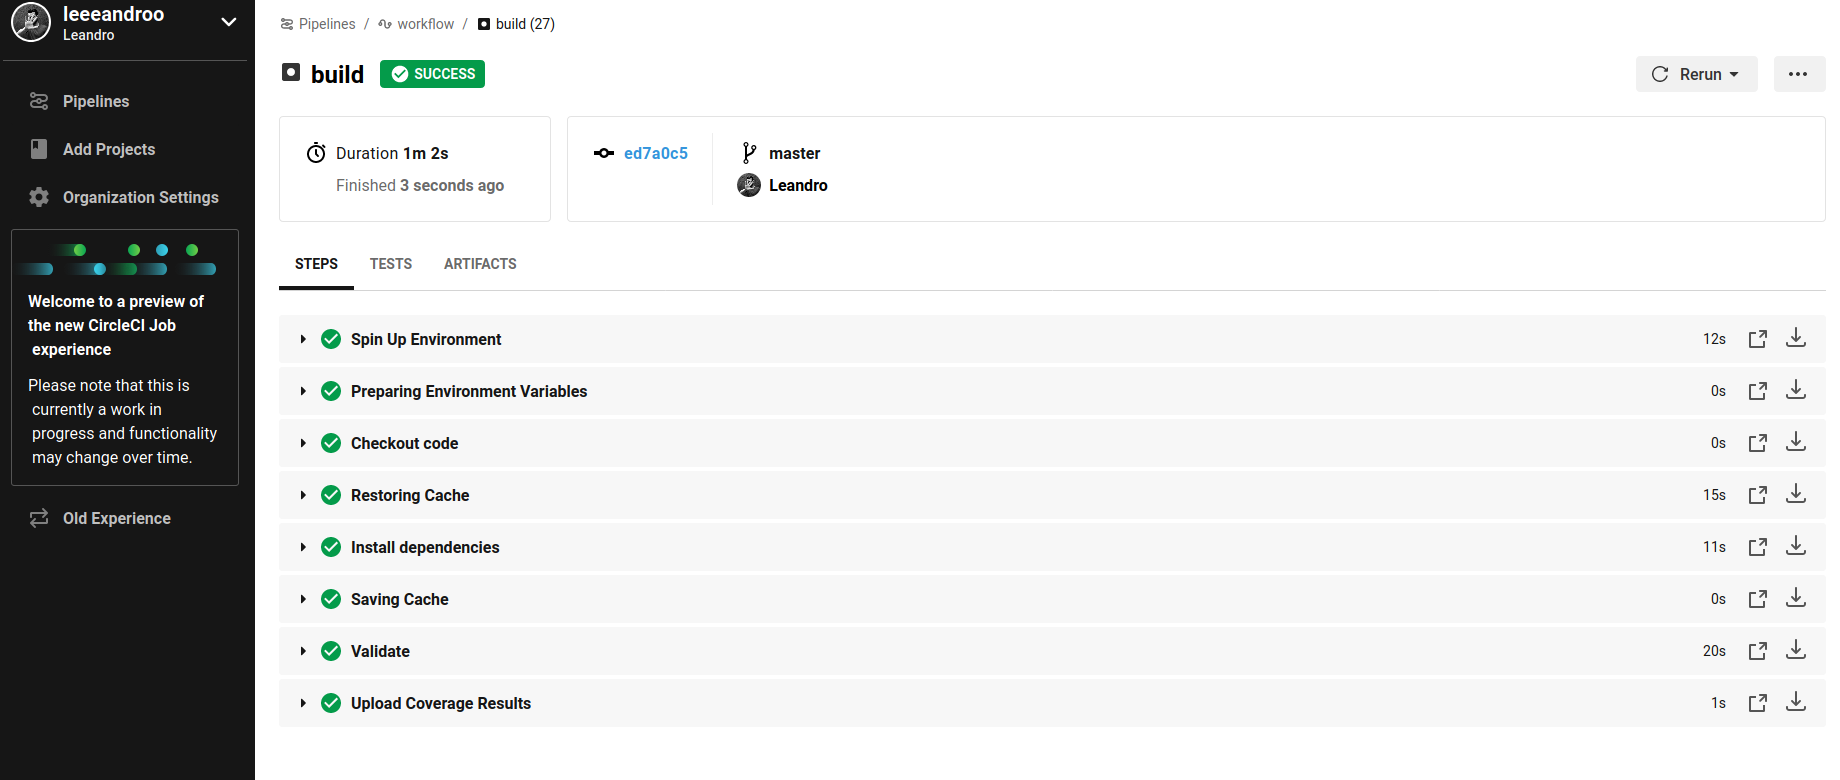 leeeandroo
Leandro
Pipelines
Add Projects
Organization Settings
Welcome to a preview of
the new CircleCI Job
experience
Please note that this is
currently a work in
progress and functionality
may change over time.
Old Experience
Pipelines / workflow / build (27)
build SUCCESS
Rerun
Duration 1m 2s
Finished 3 seconds ago
ed7a0c5
master
Leandro
STEPS TESTS ARTIFACTS
Spin Up Environment 12s
Preparing Environment Variables 0s
Checkout code 0s
Restoring Cache 15s
Install dependencies 11s
Saving Cache 0s
Validate 20s
Upload Coverage Results 1s